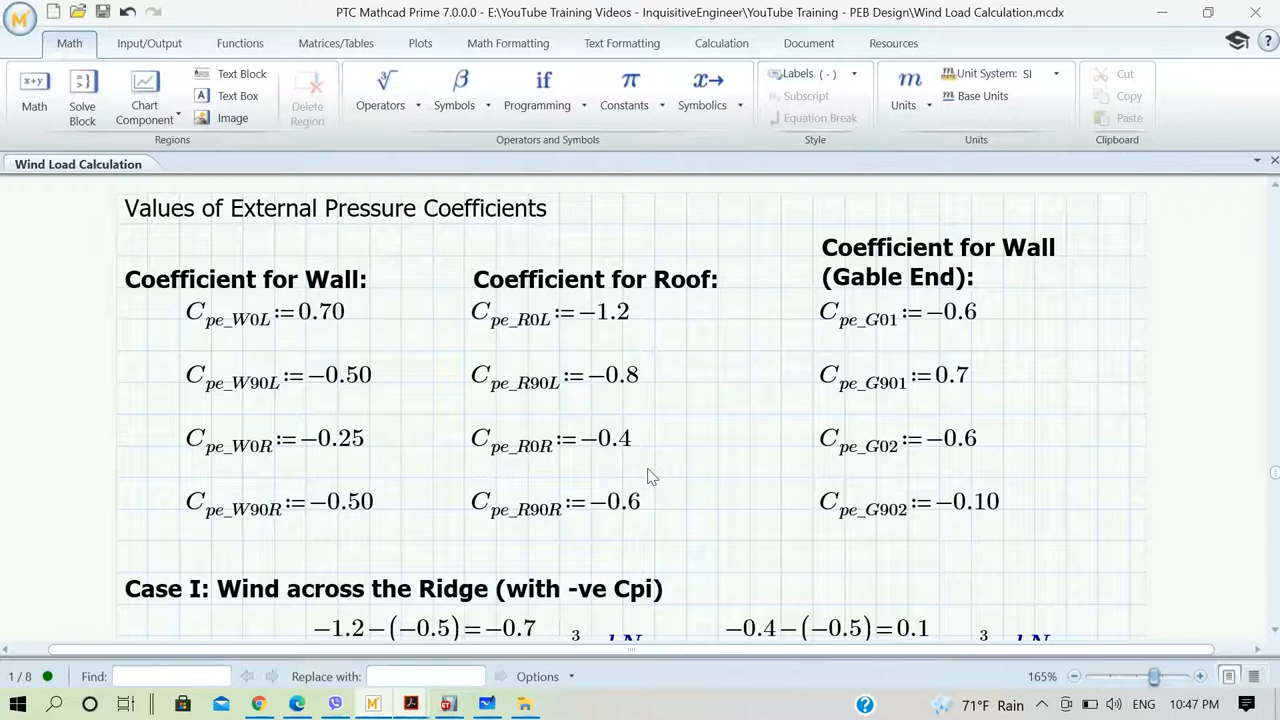 PTC Mathcad Prime 7.0.0.0 - E:\YouTube Training Videos - InquisitiveEngineer\YouTube Training - PEB Design\Wind Load Calculation.mcdx
Math Input/Output Functions Matrices/Tables Plots Math Formatting Text Formatting Calculation Document Resources
Math
Solve Block
Chart Component
Text Block
Text Box
Image
Delete Region
Regions
Operators
Symbols
if
Programming
π
Constants
Symbolics
Operators and Symbols
Labels ( - )
Subscript
Equation Break
Style
Units
Unit System: SI
Base Units
Units
Cut
Copy
Paste
Clipboard
Wind Load Calculation
Values of External Pressure Coefficients
Coefficient for Wall:
Coefficient for Roof:
Coefficient for Wall
(Gable End):
C pe_W0L := 0.70
C pe_R0L := −1.2
C pe_G01 := −0.6
C pe_W90L := −0.50
C pe_R90L := −0.8
C pe_G901 := 0.7
C pe_W0R := −0.25
C pe_R0R := −0.4
C pe_G02 := −0.6
C pe_W90R := −0.50
C pe_R90R := −0.6
C pe_G902 := −0.10
Case I: Wind across the Ridge (with -ve Cpi)
−1.2−(−0.5)=−0.7 3 kN
−0.4−(−0.5)=0.1 3 kN
1 / 8
Find:
Replace with:
Options
165%
71°F Rain
10:47 PM